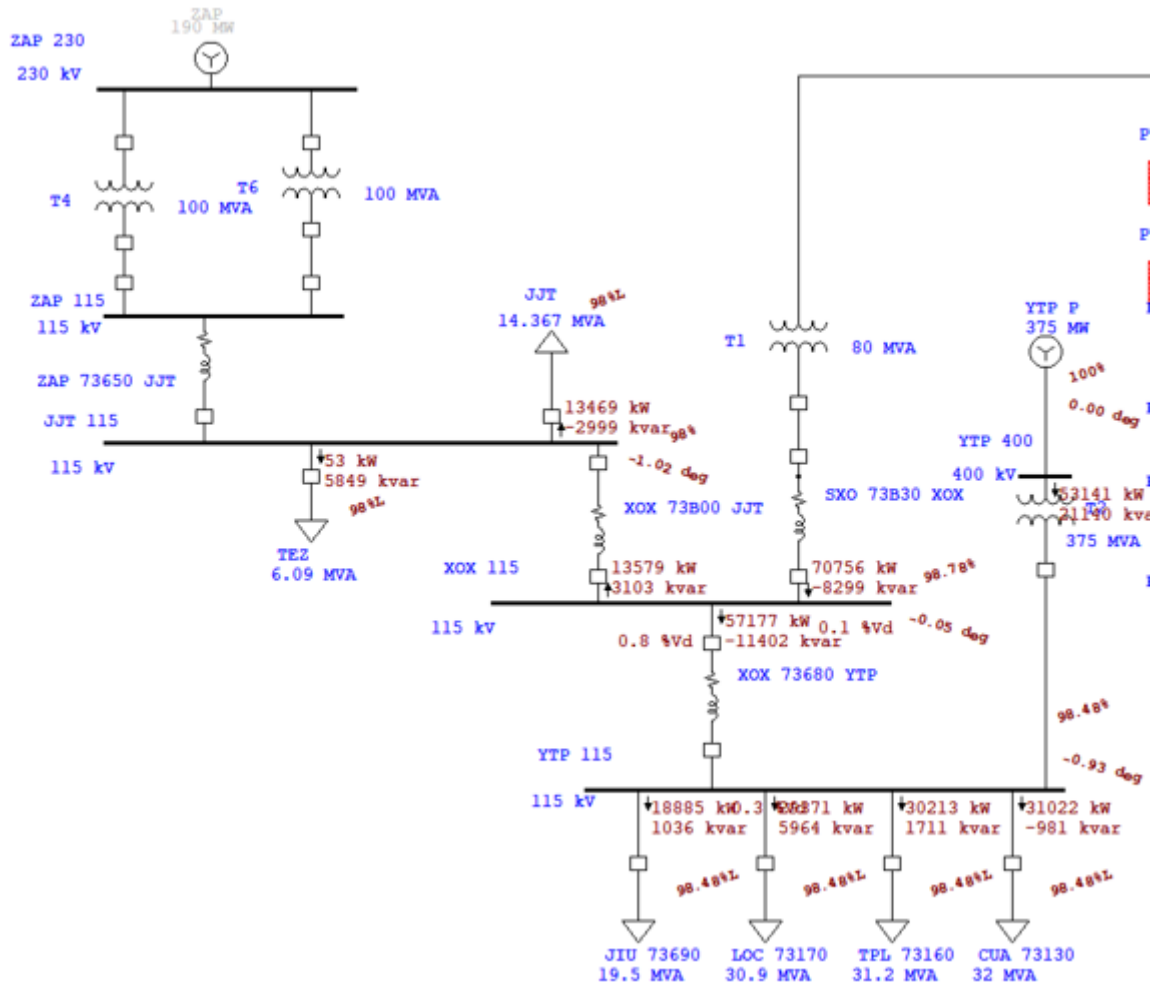 ZAP
190 MW
ZAP 230
230 kV
T4
100 MVA
T6
100 MVA
ZAP 115
115 kV
ZAP 73650 JJT
JJT
14.367 MVA
98%L
T1
80 MVA
P
P
YTP P
375 MW
100%
0.00 deg
JJT 115
115 kV
13469 kW
-2999 kvar
98%
-1.02 deg
53 kW
5849 kvar
98%L
TEZ
6.09 MVA
XOX 73B00 JJT
SXO 73B30 XOX
YTP 400
400 kV
53141 kW
21140 kva
375 MVA
XOX 115
115 kV
13579 kW
3103 kvar
70756 kW
-8299 kvar
98.78%
-0.05 deg
57177 kW
-11402 kvar
0.8 %Vd
0.1 %Vd
XOX 73680 YTP
98.48%
-0.93 deg
YTP 115
115 kV
18885 kW
1036 kvar
0.3
5964 kvar
30213 kW
1711 kvar
31022 kW
-981 kvar
98.48%L
98.48%L
98.48%L
98.48%L
JIU 73690
19.5 MVA
LOC 73170
30.9 MVA
TPL 73160
31.2 MVA
CUA 73130
32 MVA